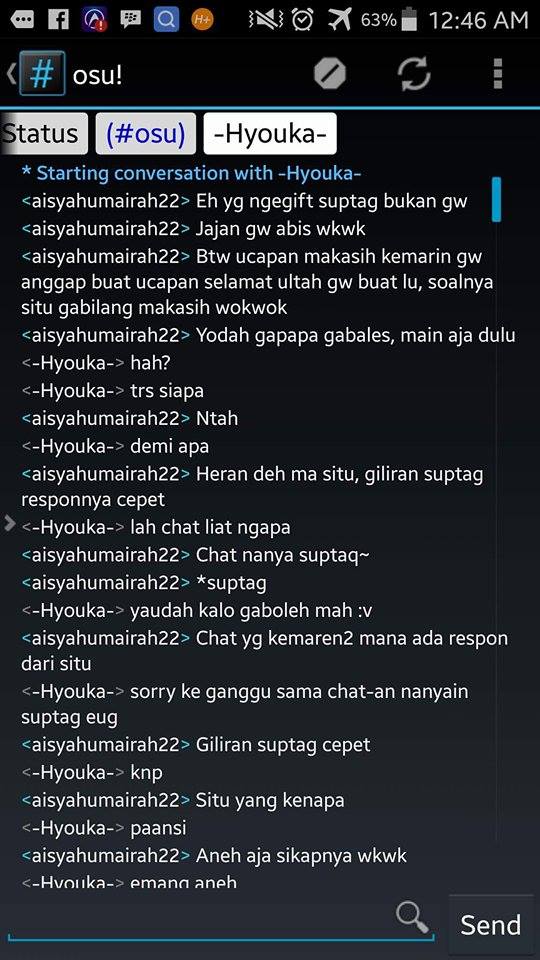 63% 12:46 AM
# osu!
Status (#osu) -Hyouka-
* Starting conversation with -Hyouka-
<aisyahumairah22> Eh yg ngegift suptag bukan gw
<aisyahumairah22> Jajan gw abis wkwk
<aisyahumairah22> Btw ucapan makasih kemarin gw
anggap buat ucapan selamat ultah gw buat lu, soalnya
situ gabilang makasih wokwok
<aisyahumairah22> Yodah gapapa gabales, main aja dulu
<-Hyouka-> hah?
<-Hyouka-> trs siapa
<aisyahumairah22> Ntah
<-Hyouka-> demi apa
<aisyahumairah22> Heran deh ma situ, giliran suptag
responnya cepet
<-Hyouka-> lah chat liat ngapa
<aisyahumairah22> Chat nanya suptaq~
<aisyahumairah22> *suptag
<-Hyouka-> yaudah kalo gaboleh mah :v
<aisyahumairah22> Chat yg kemaren2 mana ada respon
dari situ
<-Hyouka-> sorry ke ganggu sama chat-an nanyain
suptag eug
<aisyahumairah22> Giliran suptag cepet
<-Hyouka-> knp
<aisyahumairah22> Situ yang kenapa
<-Hyouka-> paansi
<aisyahumairah22> Aneh aja sikapnya wkwk
<-Hyouka-> emang aneh
Send